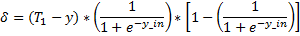 δ = (T₁ − y) * (1 / (1 + e^(−y_in))) * [1 − (1 / (1 + e^(−y_in)))]